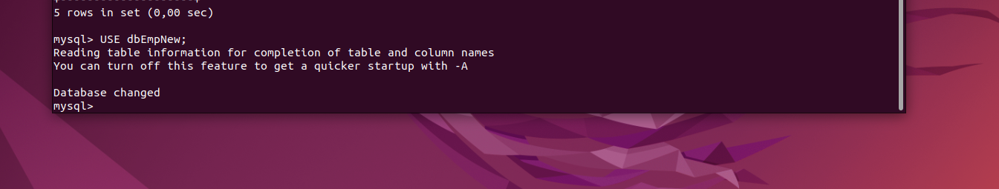 5 rows in set (0,00 sec)
mysql> USE dbEmpNew;
Reading table information for completion of table and column names
You can turn off this feature to get a quicker startup with -A
Database changed
mysql>